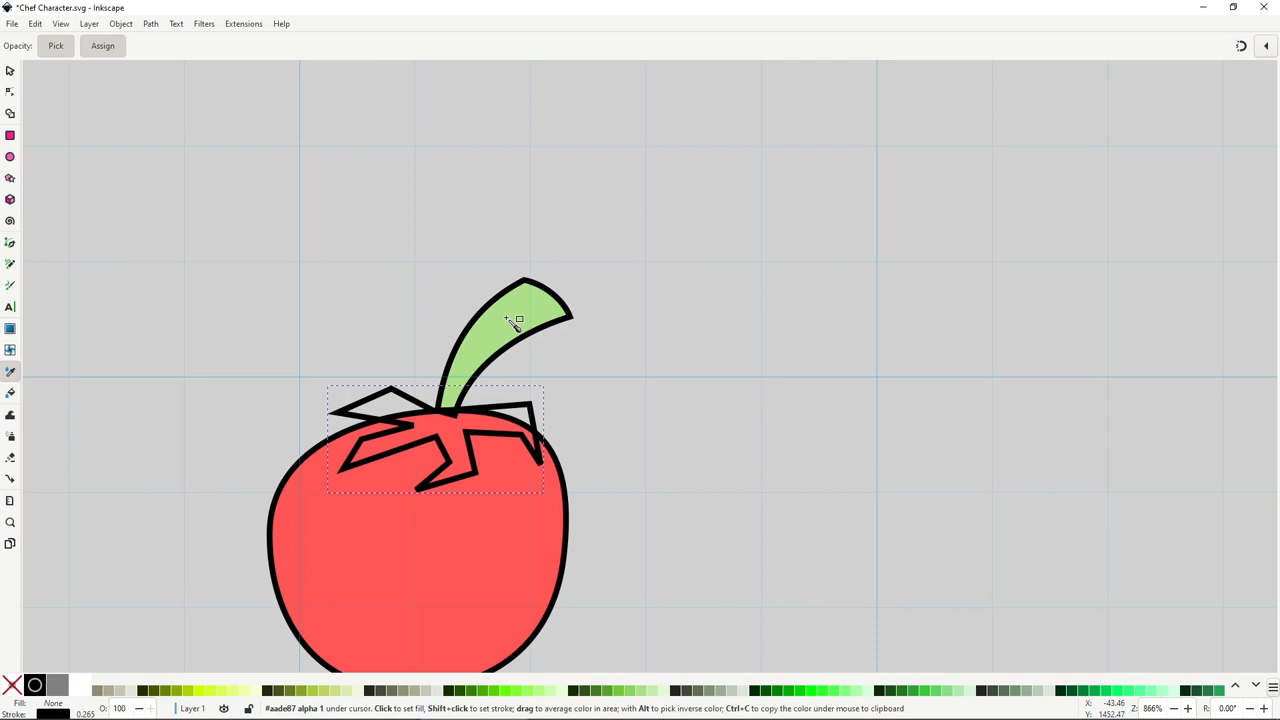 *Chef Character.svg - Inkscape
File Edit View Layer Object Path Text Filters Extensions Help
Opacity: Pick Assign
Fill: None
Stroke: 0.265
O: 100
Layer 1
#aade87 alpha 1 under cursor. Click to set fill, Shift+click to set stroke; drag to average color in area; with Alt to pick inverse color; Ctrl+C to copy the color under mouse to clipboard
X: -43.46
Y: 1452.47
Z: 866%
R: 0.00°